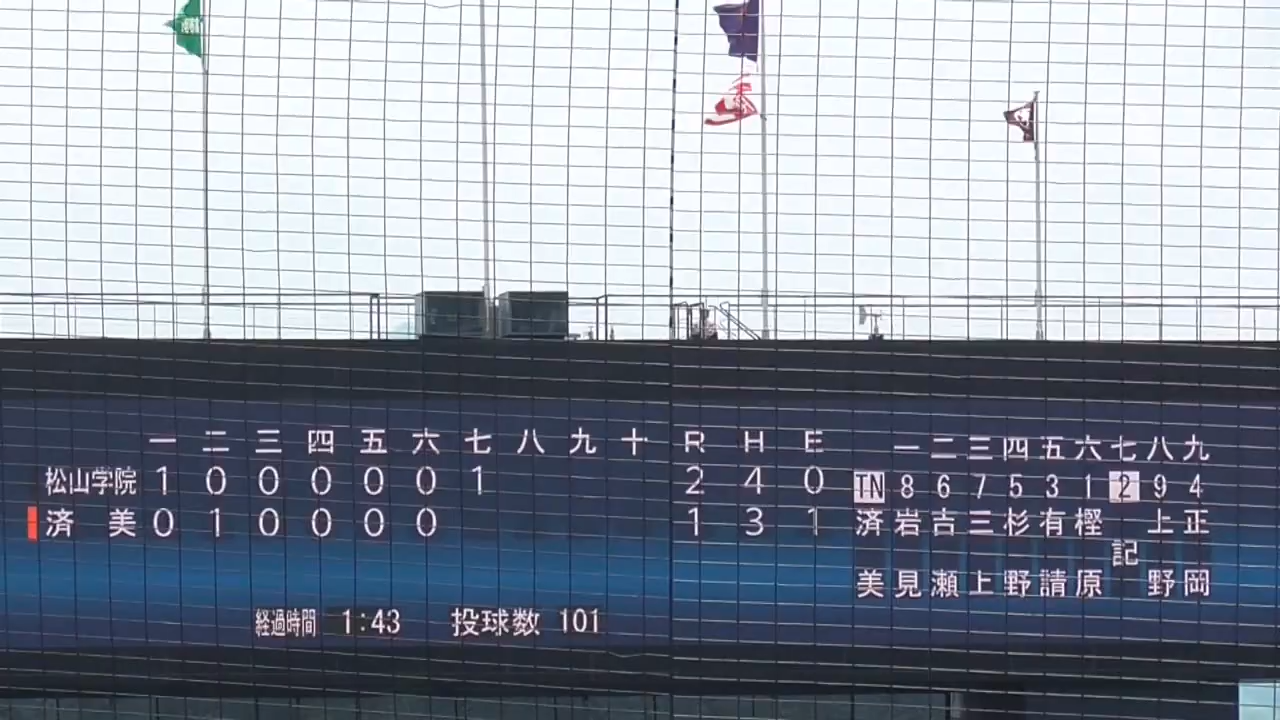 一 二 三 四 五 六 七 八 九 十 R H E
松山学院 1 0 0 0 0 0 1 2 4 0
済 美 0 1 0 0 0 0 1 3 1
経過時間 1:43 投球数 101
一 二 三 四 五 六 七 八 九
TN 8 6 7 5 3 1 2 9 4
済美 岩見 吉瀬 三上 杉野 有請 樫原 記 上野 正岡